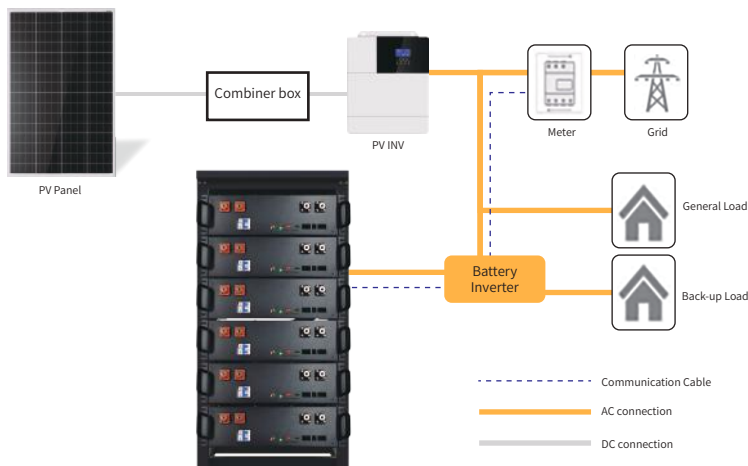 Combiner box
PV INV
PV Panel
Meter
Grid
General Load
Battery
Inverter
Back-up Load
Communication Cable
AC connection
DC connection